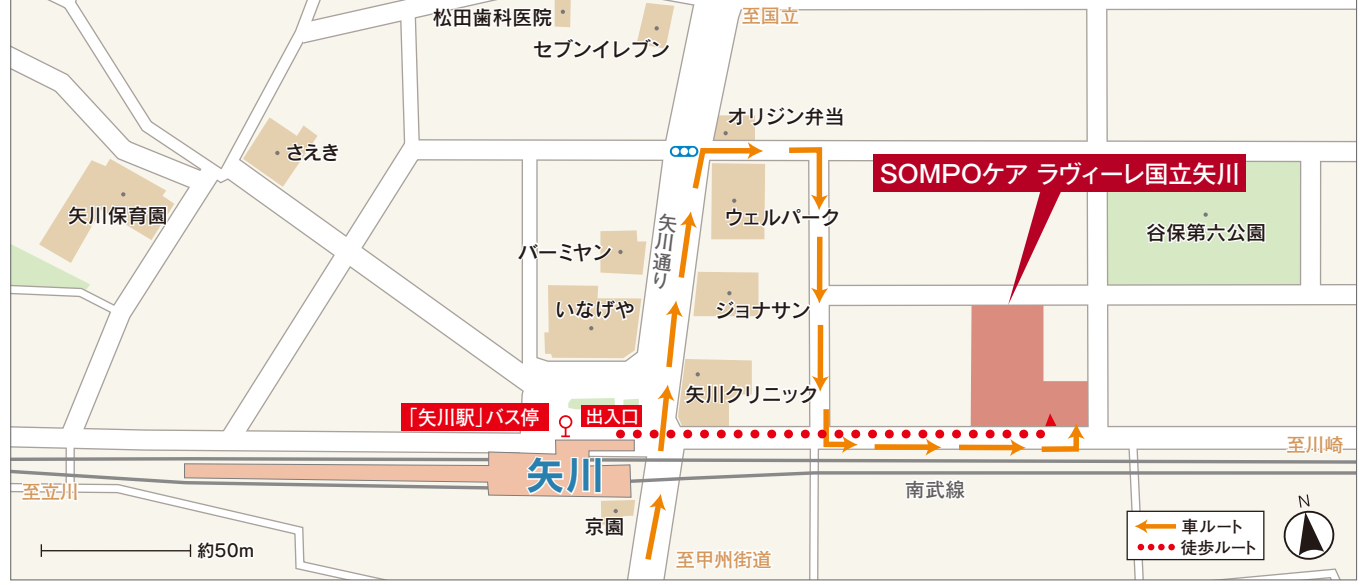 松田歯科医院
セブンイレブン
至国立
オリジン弁当
さえき
SOMPOケア ラヴィーレ国立矢川
矢川保育園
ウェルパーク
谷保第六公園
矢川通り
バーミヤン
いなげや
ジョナサン
矢川クリニック
「矢川駅」バス停
出入口
至川崎
矢川
至立川
南武線
京園
約50m
至甲州街道
車ルート
徒歩ルート
N